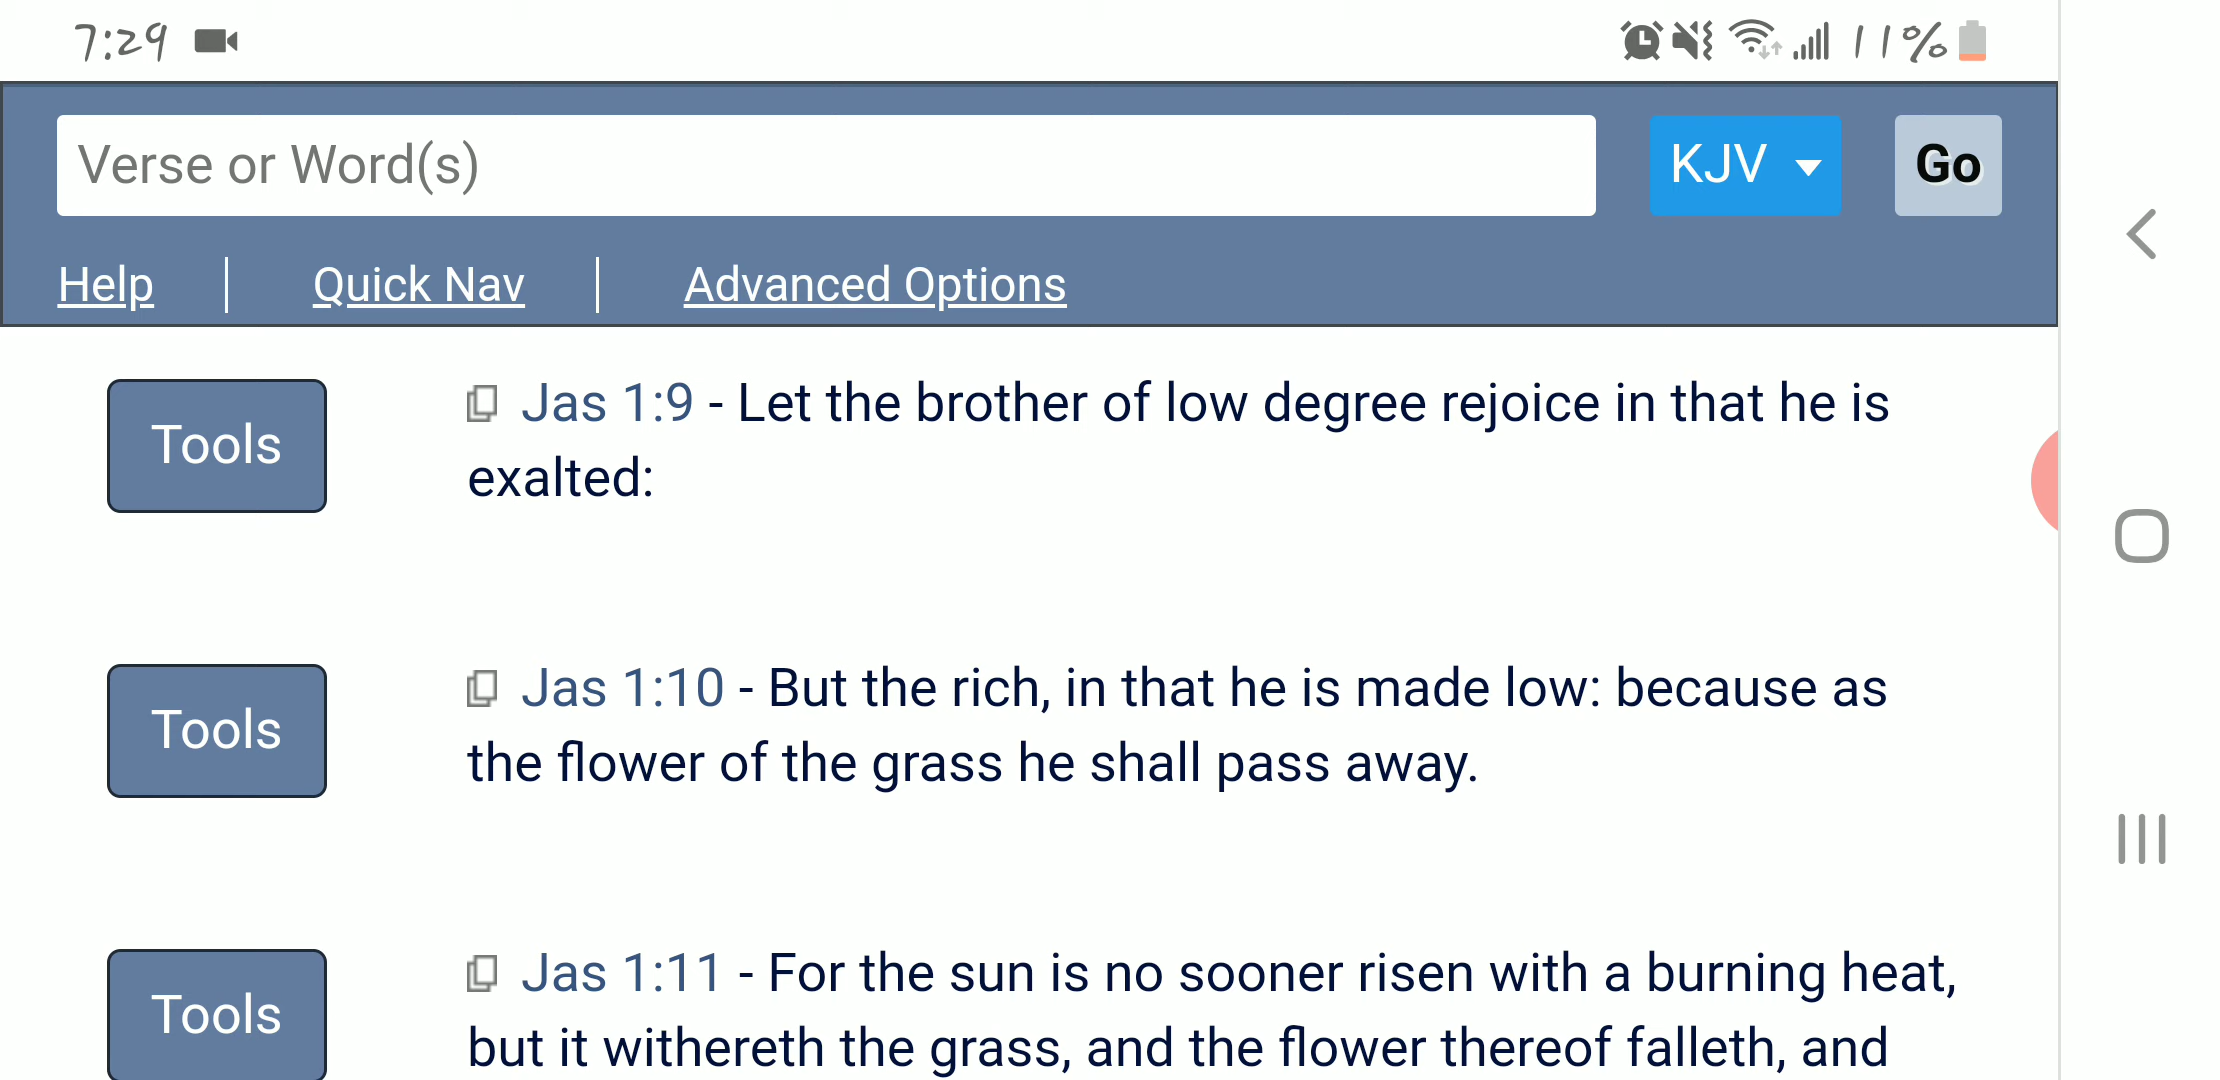 7:29 11%
Verse or Word(s) KJV Go
Help | Quick Nav | Advanced Options
Tools
Jas 1:9 - Let the brother of low degree rejoice in that he is
exalted:
Tools
Jas 1:10 - But the rich, in that he is made low: because as
the flower of the grass he shall pass away.
Tools
Jas 1:11 - For the sun is no sooner risen with a burning heat,
but it withereth the grass, and the flower thereof falleth, and